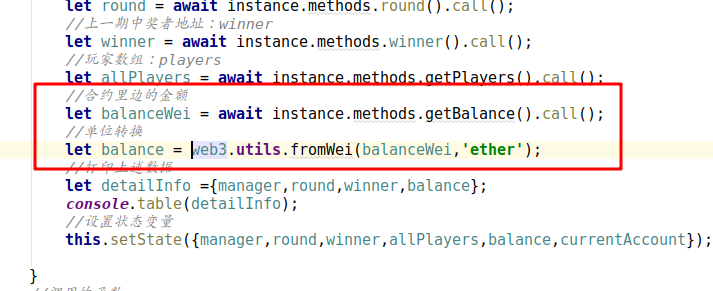 let round = await instance.methods.round().call();
//上一期中奖者地址：winner
let winner = await instance.methods.winner().call();
//玩家数组：players
let allPlayers = await instance.methods.getPlayers().call();
//合约里边的金额
let balanceWei = await instance.methods.getBalance().call();
//单位转换
let balance = web3.utils.fromWei(balanceWei,'ether');
//打印上述数据
let detailInfo ={manager,round,winner,balance};
console.table(detailInfo);
//设置状态变量
this.setState({manager,round,winner,allPlayers,balance,currentAccount});
}